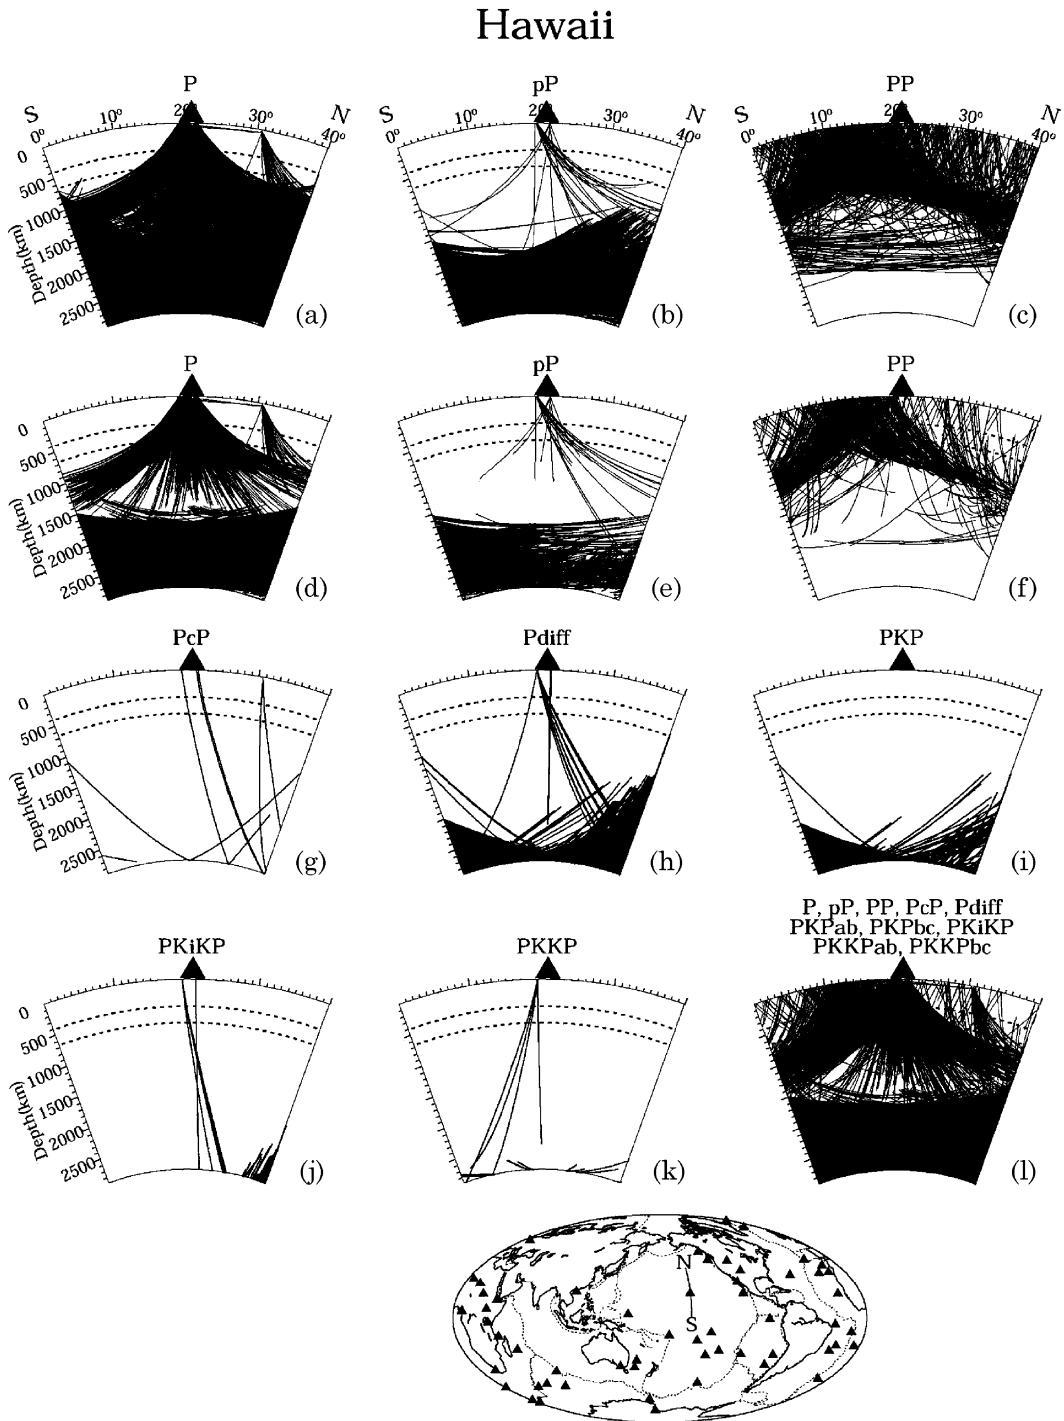 Hawaii
P pP PP
S 0° 10° 20° 30° N 40° S 0° 10° 20° 30° N 40° S 0° 10° 20° 30° N 40°
0
500
1000
1500
2000
2500
Depth(km)
(a) (b) (c)
P pP PP
0
500
1000
1500
2000
2500
Depth(km)
(d) (e) (f)
PcP Pdiff PKP
0
500
1000
1500
2000
2500
Depth(km)
(g) (h) (i)
P, pP, PP, PcP, Pdiff
PKPab, PKPbc, PKiKP
PKiKP PKKP PKKPab, PKKPbc
0
500
1000
1500
2000
2500
Depth(km)
(j) (k) (l)
N
S